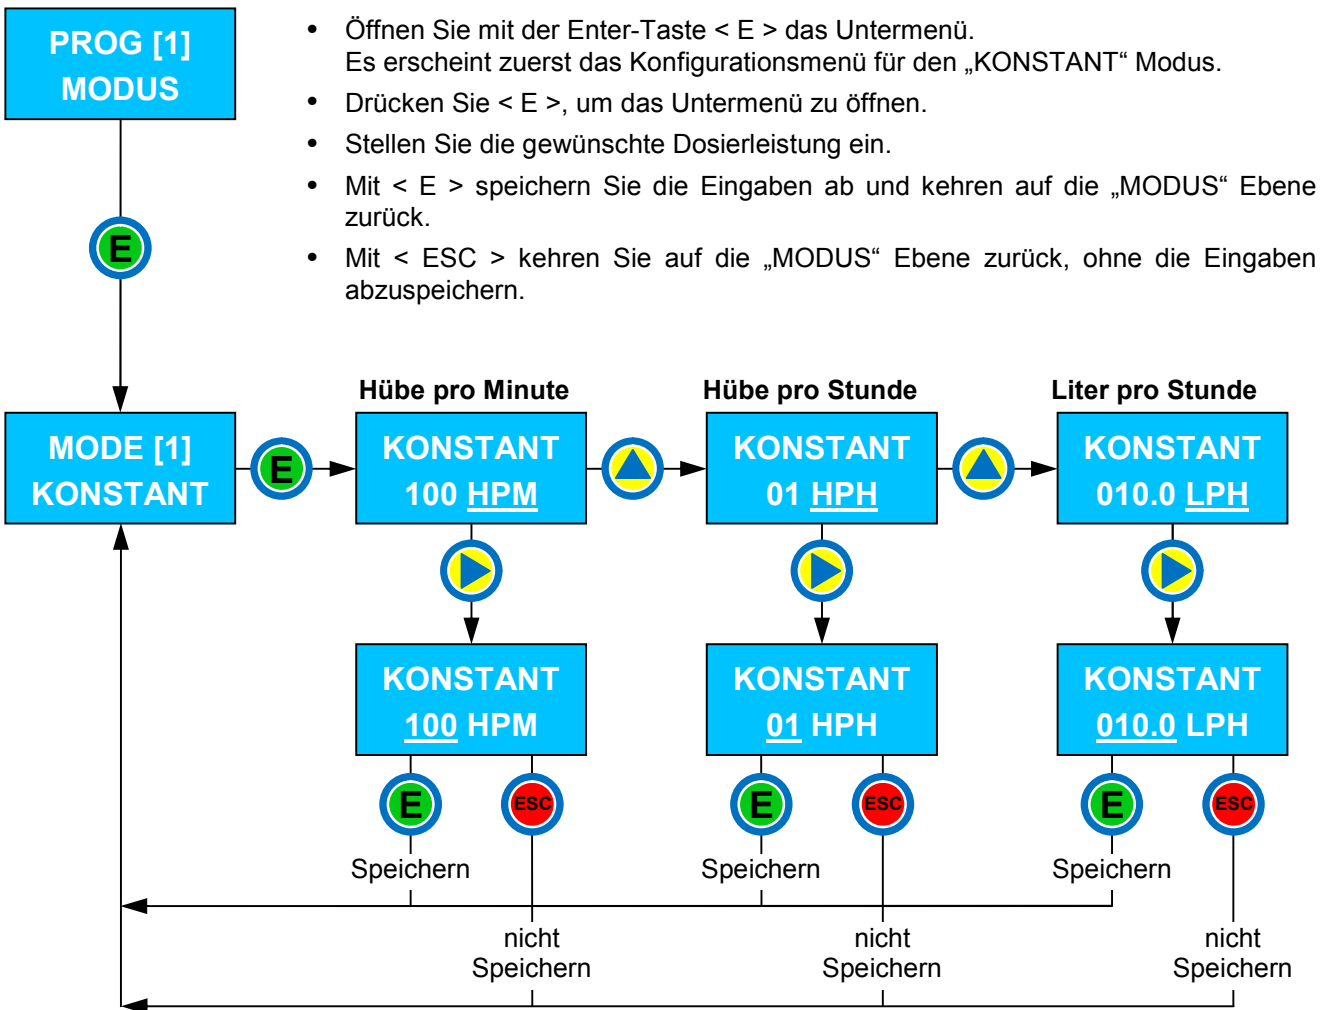 PROG [1]
MODUS
• Öffnen Sie mit der Enter-Taste < E > das Untermenü.
Es erscheint zuerst das Konfigurationsmenü für den „KONSTANT“ Modus.
• Drücken Sie < E >, um das Untermenü zu öffnen.
• Stellen Sie die gewünschte Dosierleistung ein.
• Mit < E > speichern Sie die Eingaben ab und kehren auf die „MODUS“ Ebene
zurück.
• Mit < ESC > kehren Sie auf die „MODUS“ Ebene zurück, ohne die Eingaben
abzuspeichern.
E
Hübe pro Minute
Hübe pro Stunde
Liter pro Stunde
MODE [1]
KONSTANT
E
KONSTANT
100 HPM
KONSTANT
01 HPH
KONSTANT
010.0 LPH
KONSTANT
100 HPM
KONSTANT
01 HPH
KONSTANT
010.0 LPH
E
ESC
E
ESC
E
ESC
Speichern
Speichern
Speichern
nicht
Speichern
nicht
Speichern
nicht
Speichern